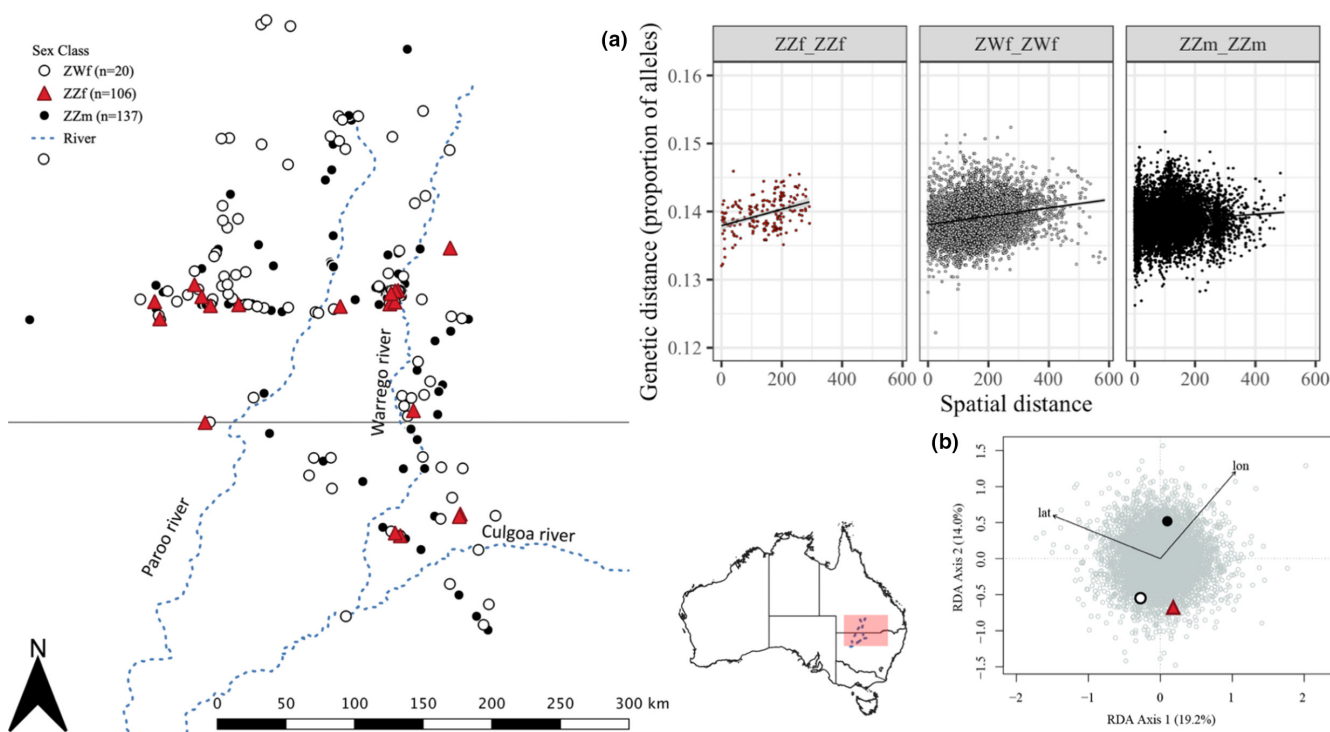 Sex Class
ZWf (n=20)
ZZf (n=106)
ZZm (n=137)
River
Warrego river
Paroo river
Culgoa river
N
0 50 100 150 200 250 300 km
(a)
ZZf_ZZf ZWf_ZWf ZZm_ZZm
Genetic distance (proportion of alleles)
0.16
0.15
0.14
0.13
0.12
0 200 400 600 0 200 400 600 0 200 400 600
Spatial distance
(b)
RDA Axis 2 (14.0%)
1.5
1.0
0.5
0.0
-0.5
-1.0
-1.5
lat
lon
-2 -1 0 1 2
RDA Axis 1 (19.2%)